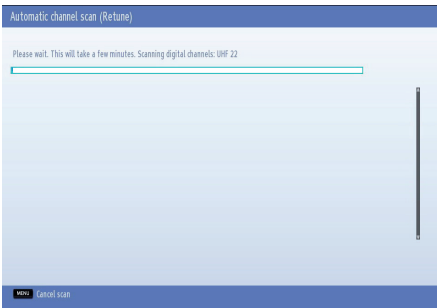 Automatic channel scan (Retune)
Please wait. This will take a few minutes. Scanning digital channels: UHF 22
MENU Cancel scan